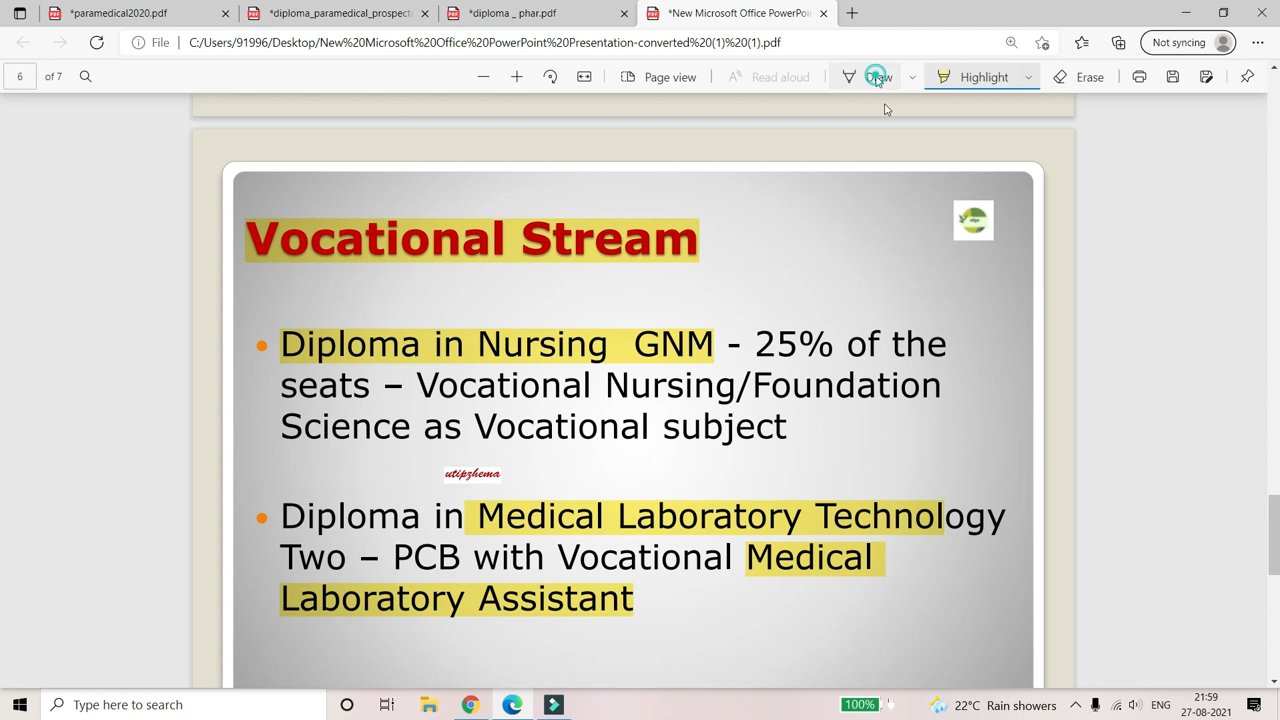 *paramedical2020.pdf
*diploma_paramedical_prospect
*diploma _ phar.pdf
*New Microsoft Office PowerPoi
File C:/Users/91996/Desktop/New%20Microsoft%20Office%20PowerPoint%20Presentation-converted%20(1)%20(1).pdf
Not syncing
6 of 7
Page view
Read aloud
Draw
Highlight
Erase
Vocational Stream
• Diploma in Nursing GNM - 25% of the
seats – Vocational Nursing/Foundation
Science as Vocational subject
utipzhema
• Diploma in Medical Laboratory Technology
Two – PCB with Vocational Medical
Laboratory Assistant
Type here to search
100%
22°C Rain showers
ENG
21:59
27-08-2021